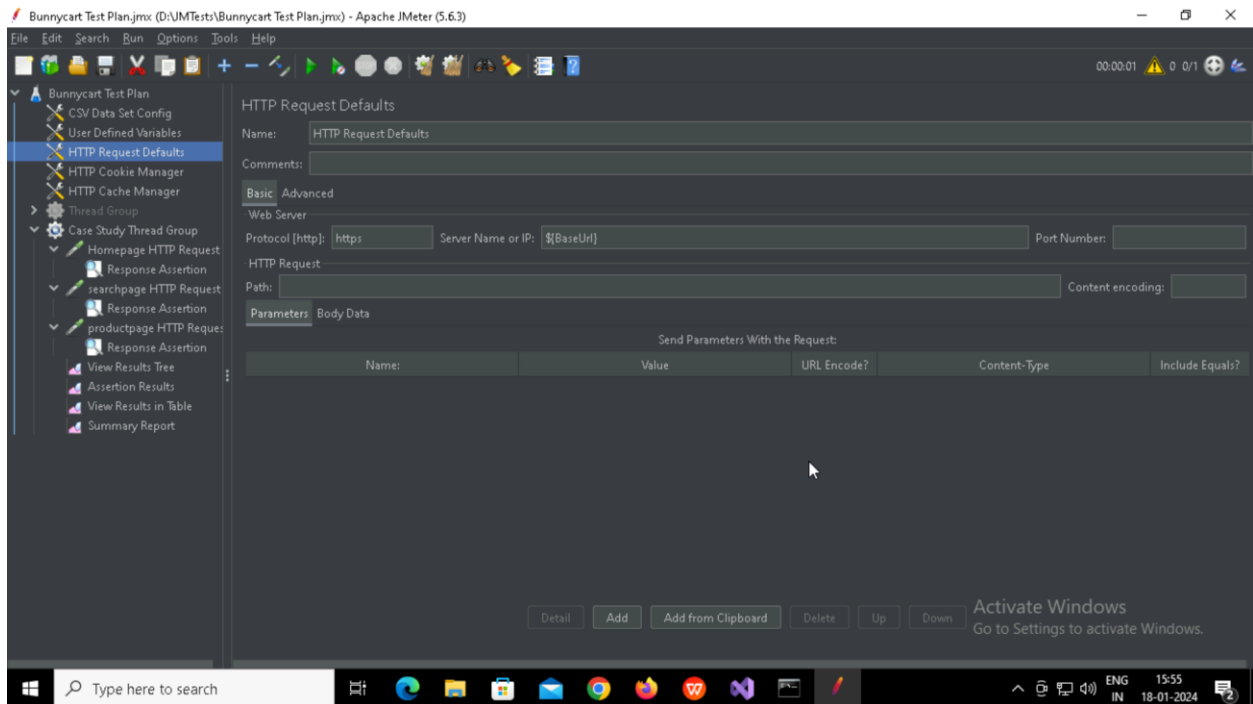 Bunnycart Test Plan.jmx (D:\JMTests\Bunnycart Test Plan.jmx) - Apache JMeter (5.6.3)
File Edit Search Run Options Tools Help
00:00:01 0 0/1
Bunnycart Test Plan
CSV Data Set Config
User Defined Variables
HTTP Request Defaults
HTTP Cookie Manager
HTTP Cache Manager
Thread Group
Case Study Thread Group
Homepage HTTP Request
Response Assertion
searchpage HTTP Request
Response Assertion
productpage HTTP Reques
Response Assertion
View Results Tree
Assertion Results
View Results in Table
Summary Report
HTTP Request Defaults
Name: HTTP Request Defaults
Comments:
Basic Advanced
Web Server
Protocol [http]: https Server Name or IP: ${BaseUrl} Port Number:
HTTP Request
Path: Content encoding:
Parameters Body Data
Send Parameters With the Request:
Name: Value URL Encode? Content-Type Include Equals?
Detail Add Add from Clipboard Delete Up Down
Activate Windows
Go to Settings to activate Windows.
Type here to search
ENG
IN
15:55
18-01-2024
2